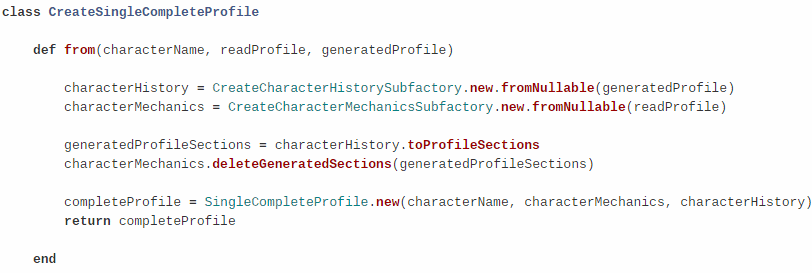 class CreateSingleCompleteProfile
def from(characterName, readProfile, generatedProfile)
characterHistory = CreateCharacterHistorySubfactory.new.fromNullable(generatedProfile)
characterMechanics = CreateCharacterMechanicsSubfactory.new.fromNullable(readProfile)
generatedProfileSections = characterHistory.toProfileSections
characterMechanics.deleteGeneratedSections(generatedProfileSections)
completeProfile = SingleCompleteProfile.new(characterName, characterMechanics, characterHistory)
return completeProfile
end